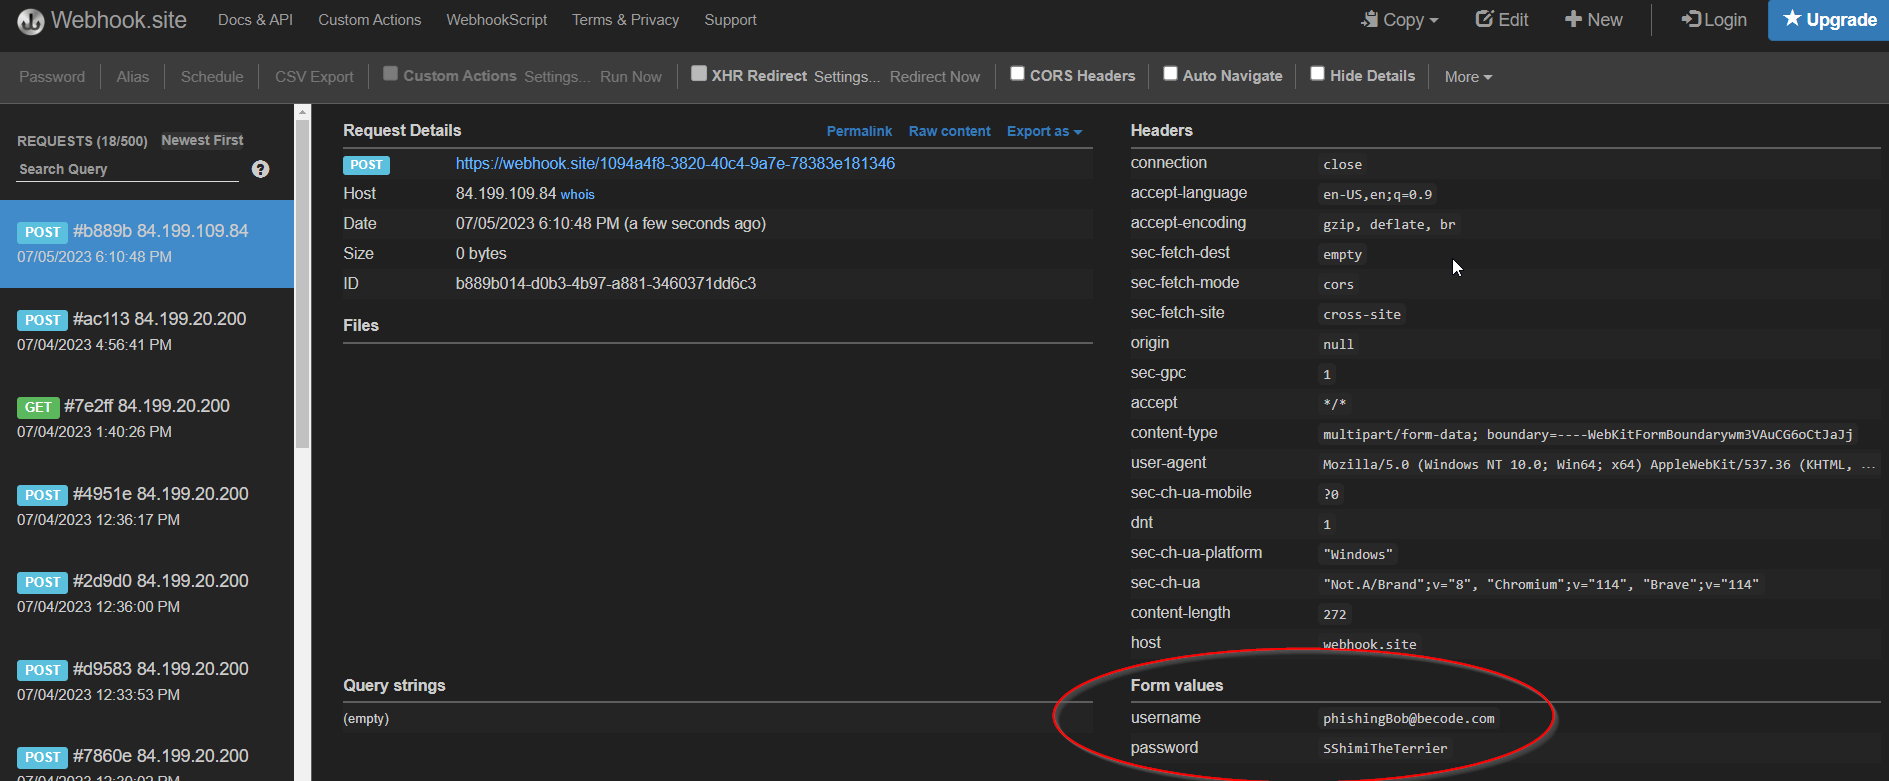 Webhook.site Docs & API Custom Actions WebhookScript Terms & Privacy Support Copy Edit New Login Upgrade
Password Alias Schedule CSV Export Custom Actions Settings... Run Now XHR Redirect Settings... Redirect Now CORS Headers Auto Navigate Hide Details More
REQUESTS (18/500) Newest First
Search Query ?
POST #b889b 84.199.109.84
07/05/2023 6:10:48 PM
POST #ac113 84.199.20.200
07/04/2023 4:56:41 PM
GET #7e2ff 84.199.20.200
07/04/2023 1:40:26 PM
POST #4951e 84.199.20.200
07/04/2023 12:36:17 PM
POST #2d9d0 84.199.20.200
07/04/2023 12:36:00 PM
POST #d9583 84.199.20.200
07/04/2023 12:33:53 PM
POST #7860e 84.199.20.200
07/04/2023 12:30:02 PM
Request Details Permalink Raw content Export as
POST https://webhook.site/1094a4f8-3820-40c4-9a7e-78383e181346
Host 84.199.109.84 whois
Date 07/05/2023 6:10:48 PM (a few seconds ago)
Size 0 bytes
ID b889b014-d0b3-4b97-a881-3460371dd6c3
Files
Query strings
(empty)
Headers
connection close
accept-language en-US,en;q=0.9
accept-encoding gzip, deflate, br
sec-fetch-dest empty
sec-fetch-mode cors
sec-fetch-site cross-site
origin null
sec-gpc 1
accept */*
content-type multipart/form-data; boundary=----WebKitFormBoundarywm3VAuCG6oCtJaJj
user-agent Mozilla/5.0 (Windows NT 10.0; Win64; x64) AppleWebKit/537.36 (KHTML, ...
sec-ch-ua-mobile ?0
dnt 1
sec-ch-ua-platform "Windows"
sec-ch-ua "Not.A/Brand";v="8", "Chromium";v="114", "Brave";v="114"
content-length 272
host webhook.site
Form values
username phishingBob@becode.com
password SShimiTheTerrier